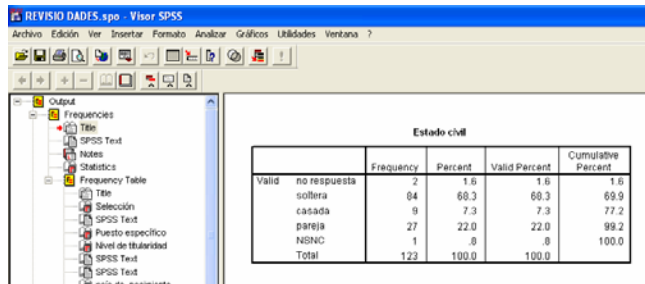 REVISIO DADES.spo - Visor SPSS
Archivo Edición Ver Insertar Formato Analizar Gráficos Utilidades Ventana ?
Output
Frequencies
Title
SPSS Text
Notes
Statistics
Frequency Table
Title
Selección
SPSS Text
Puesto específico
Nivel de titularidad
SPSS Text
SPSS Text
Estado civil
Frequency Percent Valid Percent Cumulative Percent
Valid no respuesta 2 1.6 1.6 1.6
soltera 84 68.3 68.3 69.9
casada 9 7.3 7.3 77.2
pareja 27 22.0 22.0 99.2
NSNC 1 .8 .8 100.0
Total 123 100.0 100.0